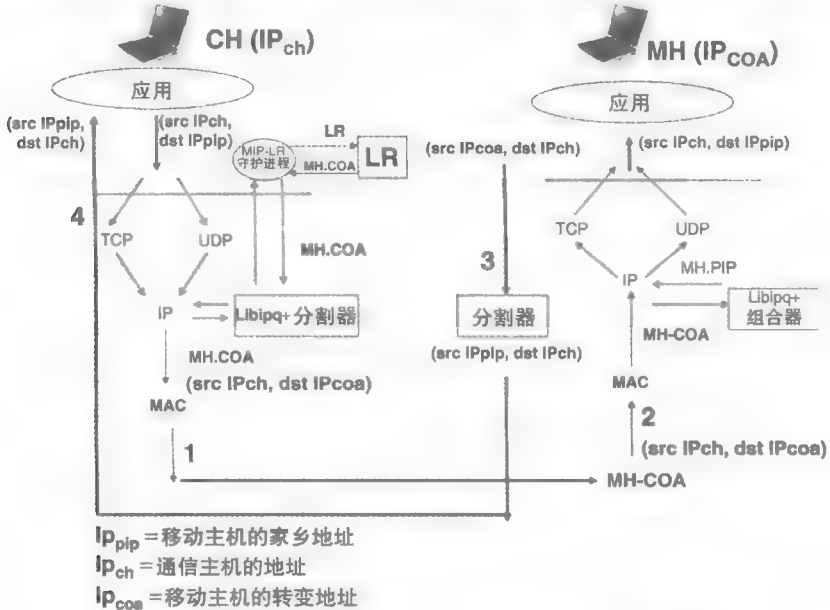 CH (IPch)
应用
(src IPpip,
dst IPch)
(src IPch,
dst IPpip)
MIP-LR
守护进程
LR
MH.COA
LR
4
TCP
UDP
MH.COA
IP
Libipq+分割器
MH.COA
(src IPch, dst IPcoa)
MAC
1
(src IPcoa, dst IPch)
3
分割器
(src IPpip, dst IPch)
MH (IPCOA)
应用
(src IPch, dst IPpip)
TCP
UDP
IP
MH.PIP
Libipq+
组合器
MH-COA
MAC
2
(src IPch, dst IPcoa)
MH-COA
Ippip=移动主机的家乡地址
Ipch=通信主机的地址
Ipcoa=移动主机的转变地址